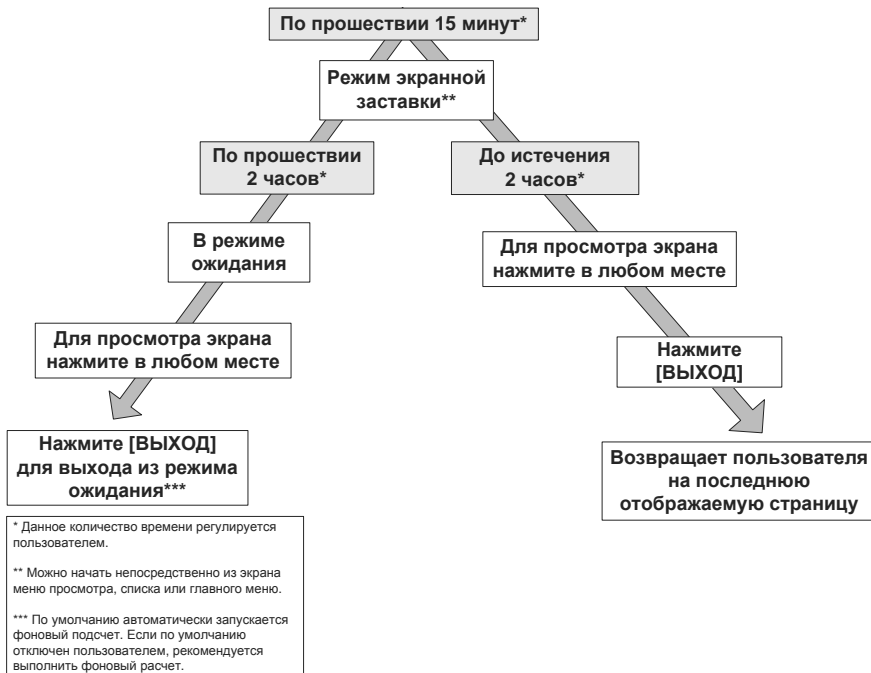 По прошествии 15 минут*
Режим экранной
заставки**
По прошествии
2 часов*
До истечения
2 часов*
В режиме
ожидания
Для просмотра экрана
нажмите в любом месте
Для просмотра экрана
нажмите в любом месте
Нажмите
[ВЫХОД]
Нажмите [ВЫХОД]
для выхода из режима
ожидания***
Возвращает пользователя
на последнюю
отображаемую страницу
* Данное количество времени регулируется
пользователем.
** Можно начать непосредственно из экрана
меню просмотра, списка или главного меню.
*** По умолчанию автоматически запускается
фоновый подсчет. Если по умолчанию
отключен пользователем, рекомендуется
выполнить фоновый расчет.